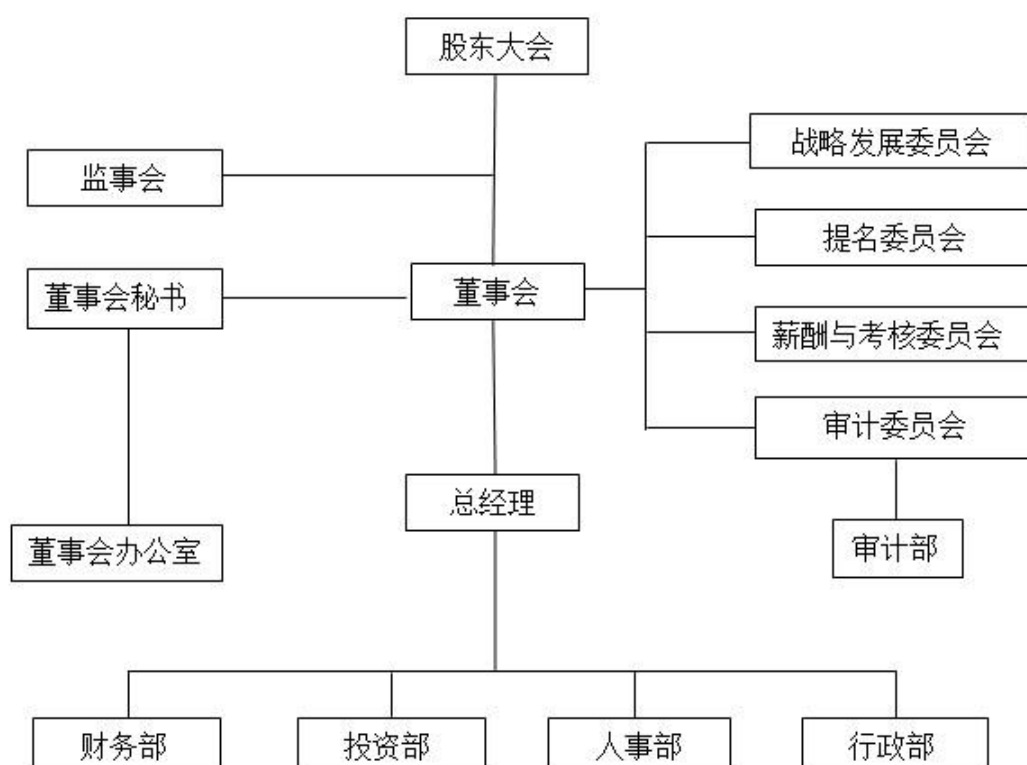 股东大会
战略发展委员会
监事会
提名委员会
董事会秘书
董事会
薪酬与考核委员会
审计委员会
总经理
董事会办公室
审计部
财务部
投资部
人事部
行政部